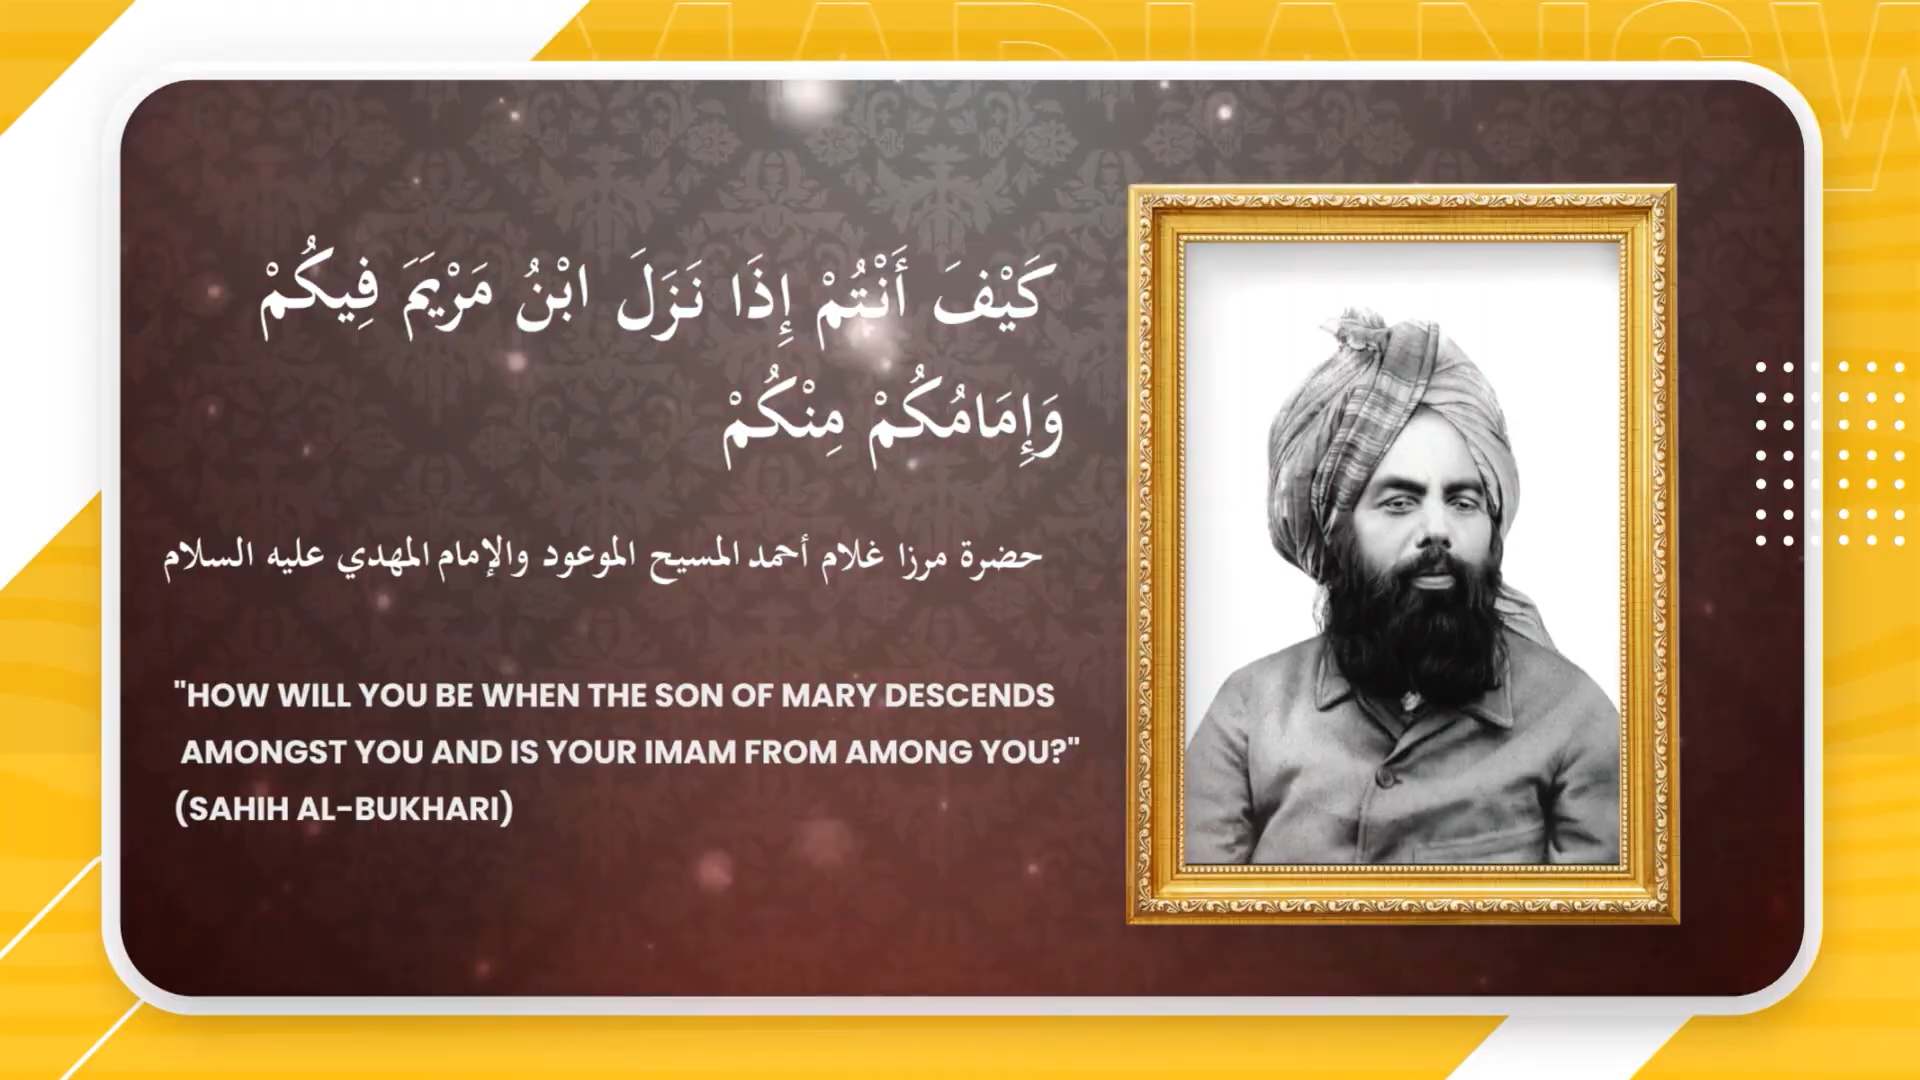 كَيْفَ أَنْتُمْ إِذَا نَزَلَ ابْنُ مَرْيَمَ فِيكُمْ
وَإِمَامُكُمْ مِنْكُمْ
حضرة مرزا غلام أحمد المسيح الموعود والإمام المهدي عليه السلام
"HOW WILL YOU BE WHEN THE SON OF MARY DESCENDS
AMONGST YOU AND IS YOUR IMAM FROM AMONG YOU?"
(SAHIH AL-BUKHARI)